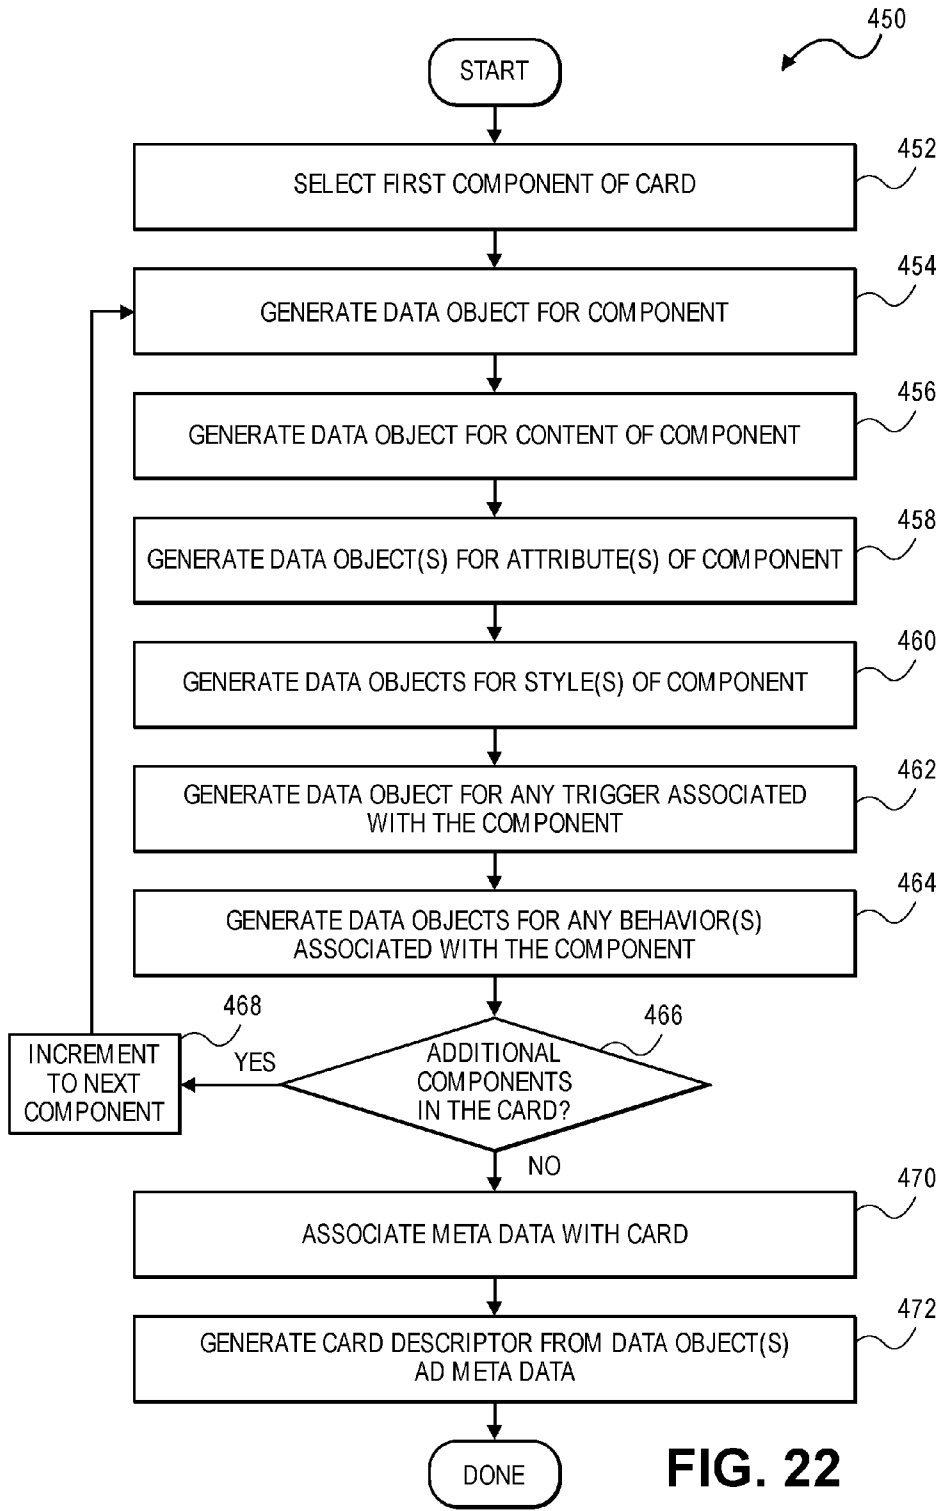 450
START
452
SELECT FIRST COMPONENT OF CARD
454
GENERATE DATA OBJECT FOR COMPONENT
456
GENERATE DATA OBJECT FOR CONTENT OF COMPONENT
458
GENERATE DATA OBJECT(S) FOR ATTRIBUTE(S) OF COMPONENT
460
GENERATE DATA OBJECTS FOR STYLE(S) OF COMPONENT
462
GENERATE DATA OBJECT FOR ANY TRIGGER ASSOCIATED
WITH THE COMPONENT
464
GENERATE DATA OBJECTS FOR ANY BEHAVIOR(S)
ASSOCIATED WITH THE COMPONENT
466
ADDITIONAL
COMPONENTS
IN THE CARD?
YES
468
INCREMENT
TO NEXT
COMPONENT
NO
470
ASSOCIATE META DATA WITH CARD
472
GENERATE CARD DESCRIPTOR FROM DATA OBJECT(S)
AD META DATA
DONE
FIG. 22